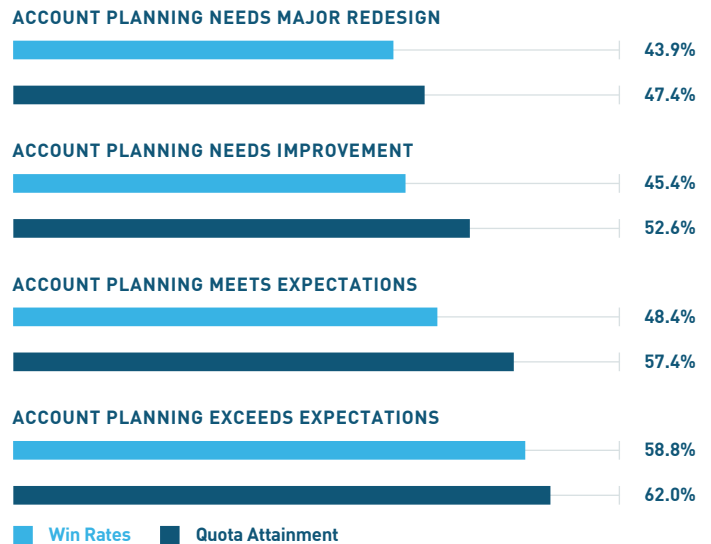 ACCOUNT PLANNING NEEDS MAJOR REDESIGN
43.9%
47.4%
ACCOUNT PLANNING NEEDS IMPROVEMENT
45.4%
52.6%
ACCOUNT PLANNING MEETS EXPECTATIONS
48.4%
57.4%
ACCOUNT PLANNING EXCEEDS EXPECTATIONS
58.8%
62.0%
Win Rates Quota Attainment